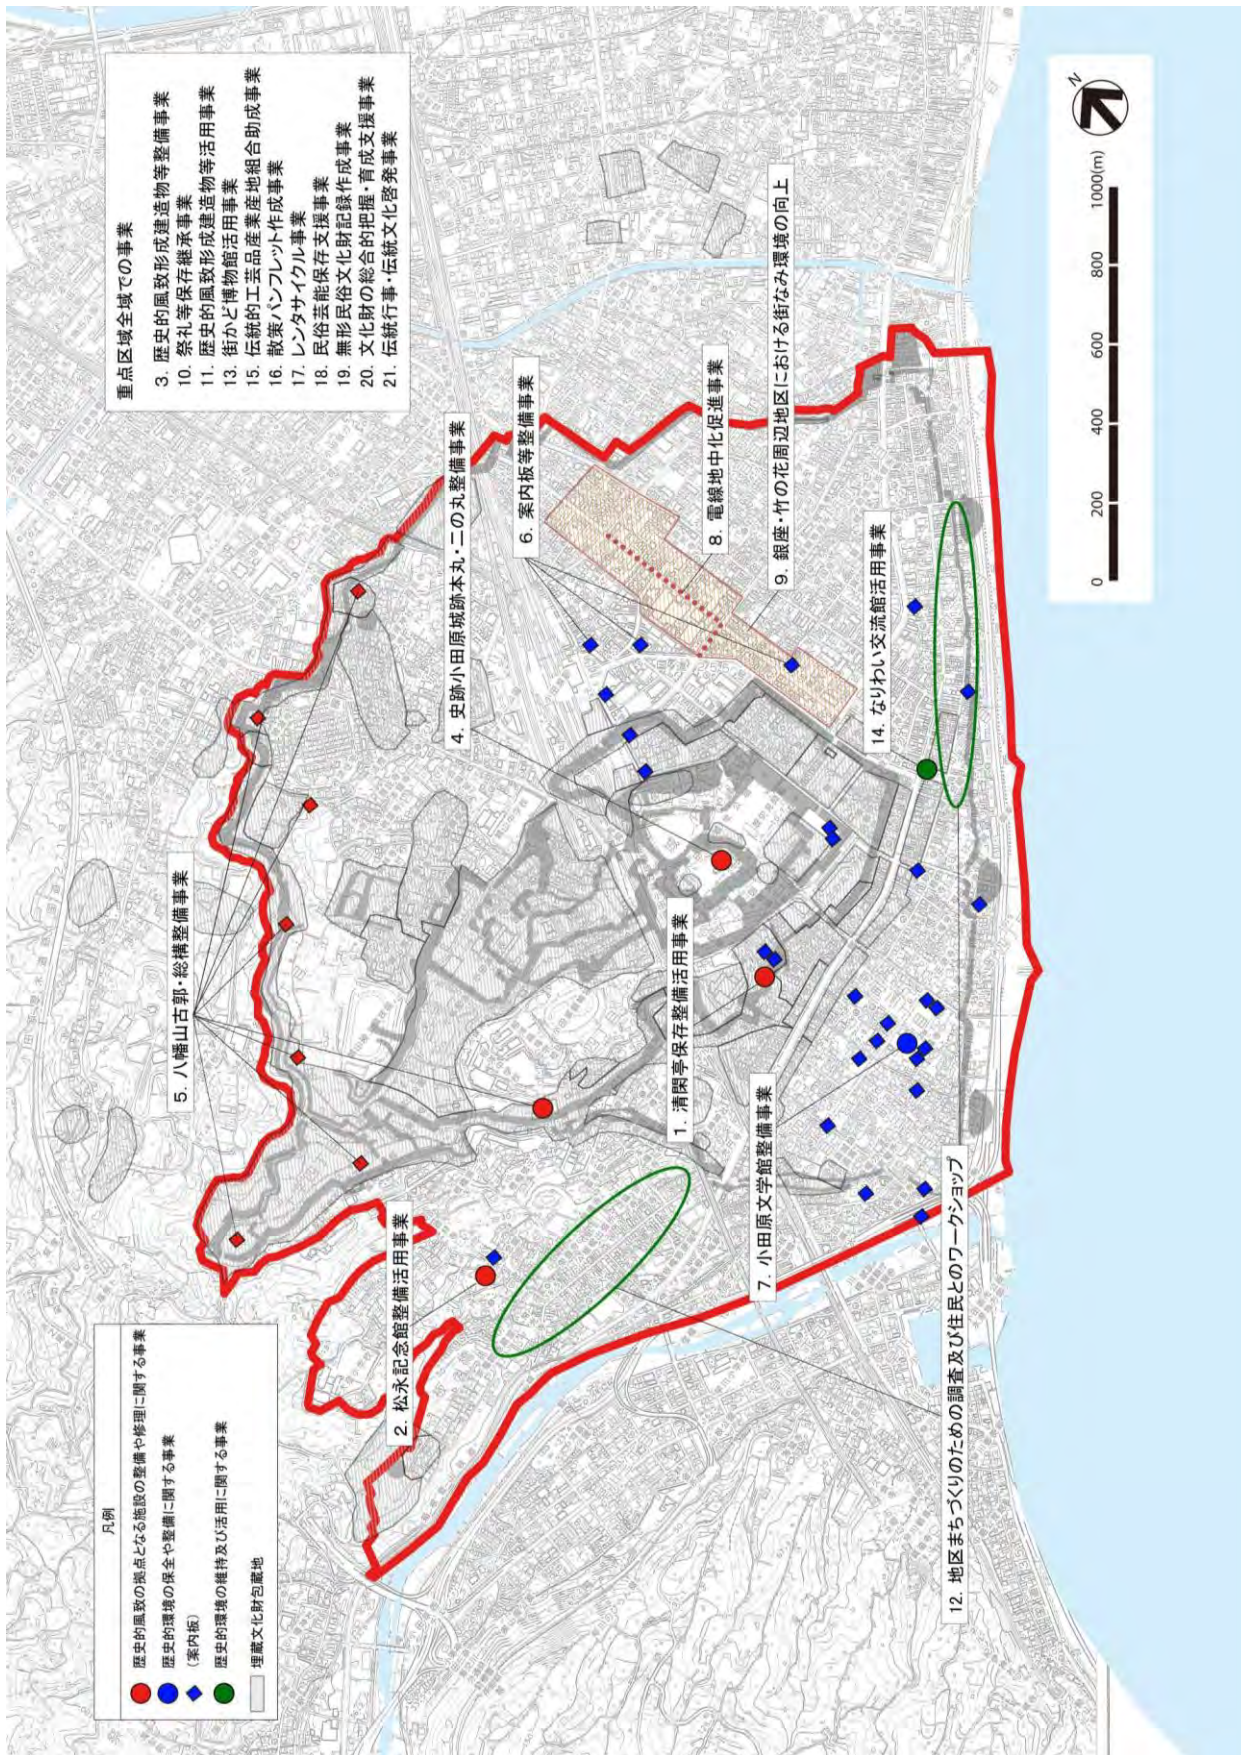 凡例
歴史的風致の拠点となる施設の整備や修理に関する事業
歴史的環境の保全や整備に関する事業
(案内板)
歴史的環境の維持及び活用に関する事業
埋蔵文化財包蔵地
重点区域全域での事業
3. 歴史的風致形成建造物等整備事業
10. 祭礼等保存継承事業
11. 歴史的風致形成建造物等活用事業
13. 街かど博物館活用事業
15. 伝統的工芸品産業産地組合助成事業
16. 散策パンフレット作成事業
17. レンタサイクル事業
18. 民俗芸能保存支援事業
19. 無形民俗文化財記録作成事業
20. 文化財の総合的把握・育成支援事業
21. 伝統行事・伝統文化啓発事業
5. 八幡山古郭・総構整備事業
2. 松永記念館整備活用事業
4. 史跡小田原城跡本丸・二の丸整備事業
6. 案内板等整備事業
1. 清閑亭保存整備活用事業
8. 電線地中化促進事業
7. 小田原文学館整備事業
9. 銀座・竹の花周辺地区における街なみ環境の向上
14. なりわい交流館活用事業
12. 地区まちづくりのための調査及び住民とのワークショップ
N
0 200 400 600 800 1000(m)